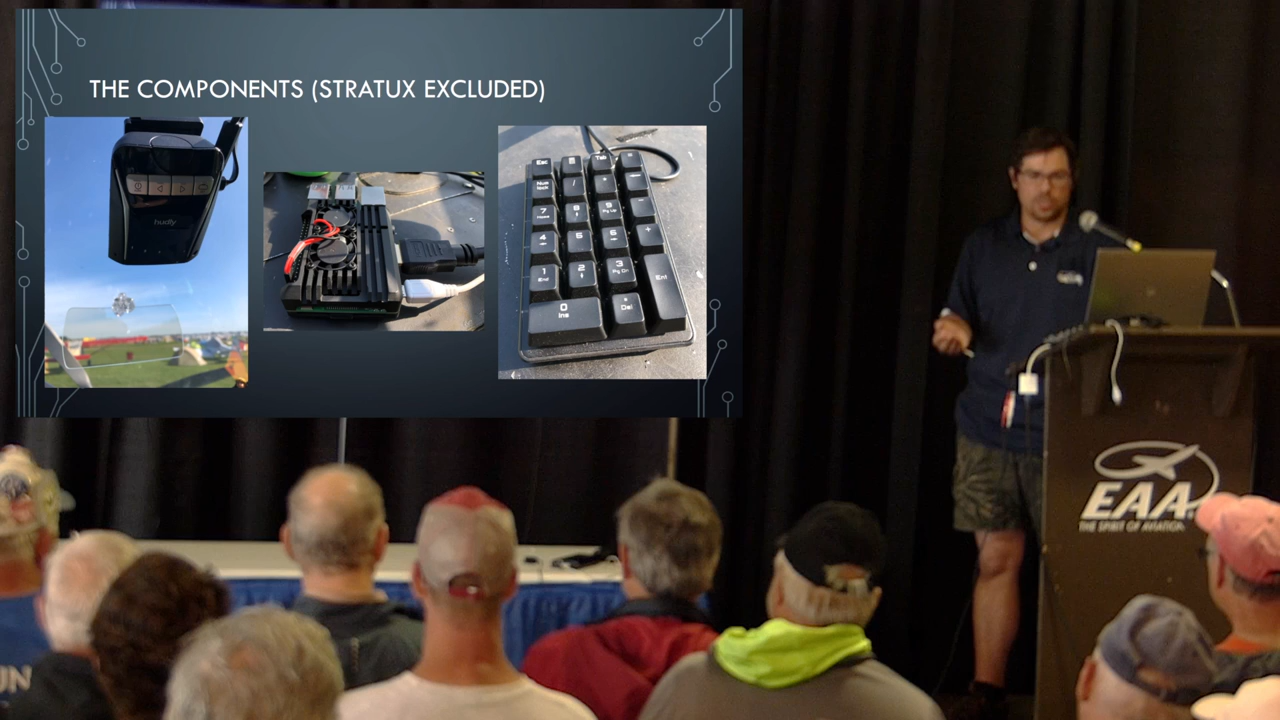 THE COMPONENTS (STRATUX EXCLUDED)
hudly
Esc
Tab
Num
lock
/
-
7
Home
8
9
Pg Up
+
4
5
6
1
End
2
3
Pg Dn
Ent
0
Ins
Del
EAA
THE SPIRIT OF AVIATION
UN